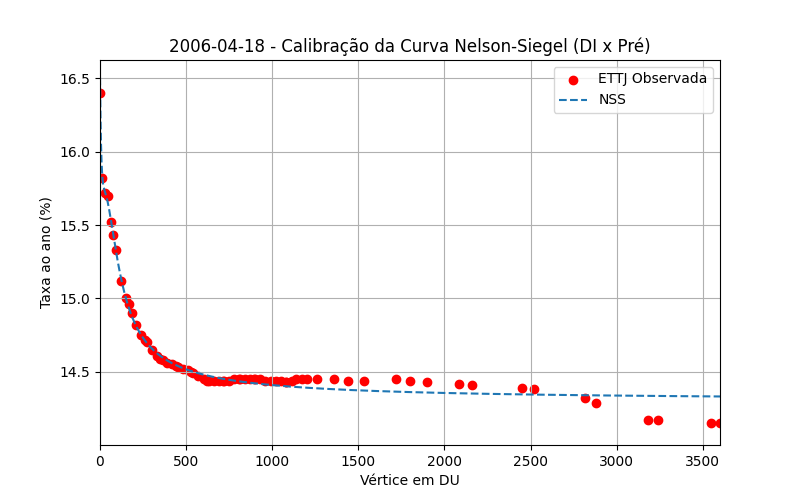 2006-04-18 - Calibração da Curva Nelson-Siegel (DI x Pré)
ETTJ Observada
NSS
Taxa ao ano (%)
16.5
16.0
15.5
15.0
14.5
0
500
1000
1500
2000
2500
3000
3500
Vértice em DU